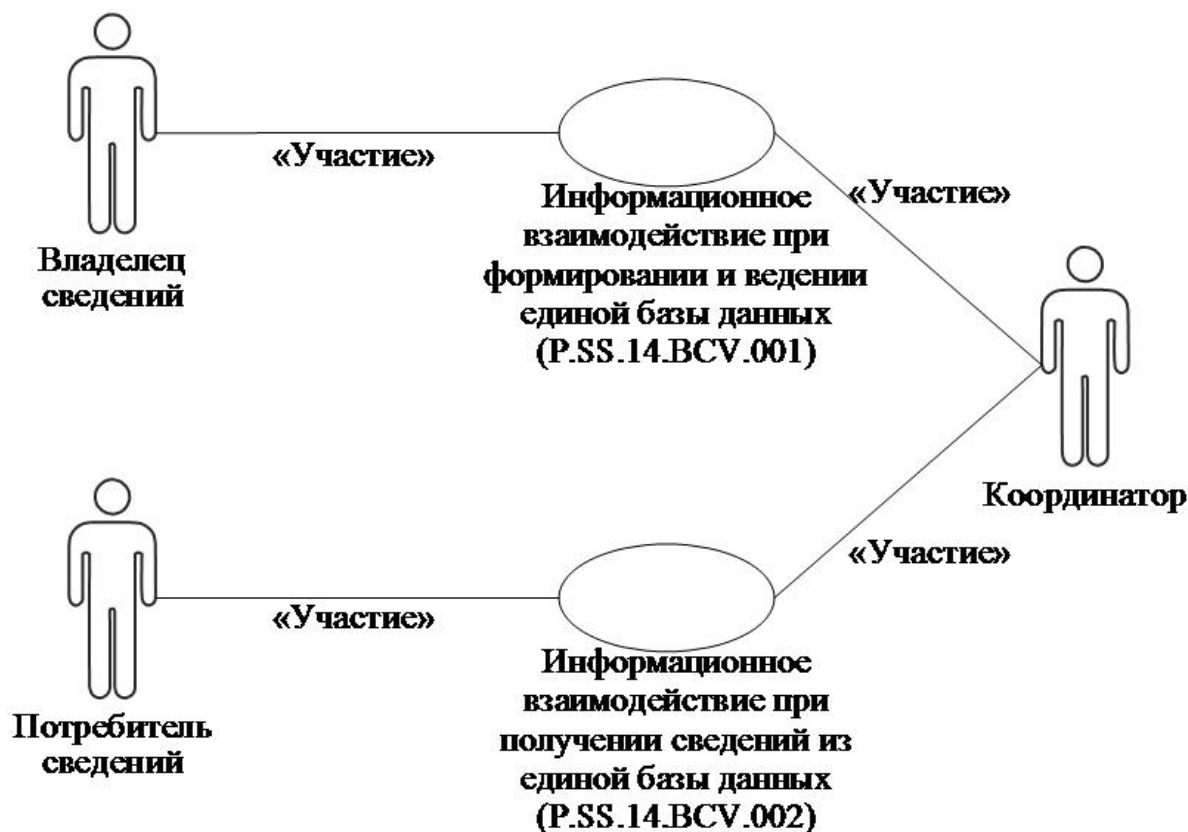 «Участие»
Информационное
взаимодействие при
формировании и ведении
единой базы данных
(P.SS.14.BCV.001)
«Участие»
Владелец
сведений
Координатор
«Участие»
«Участие»
Информационное
взаимодействие при
получении сведений из
единой базы данных
(P.SS.14.BCV.002)
Потребитель
сведений